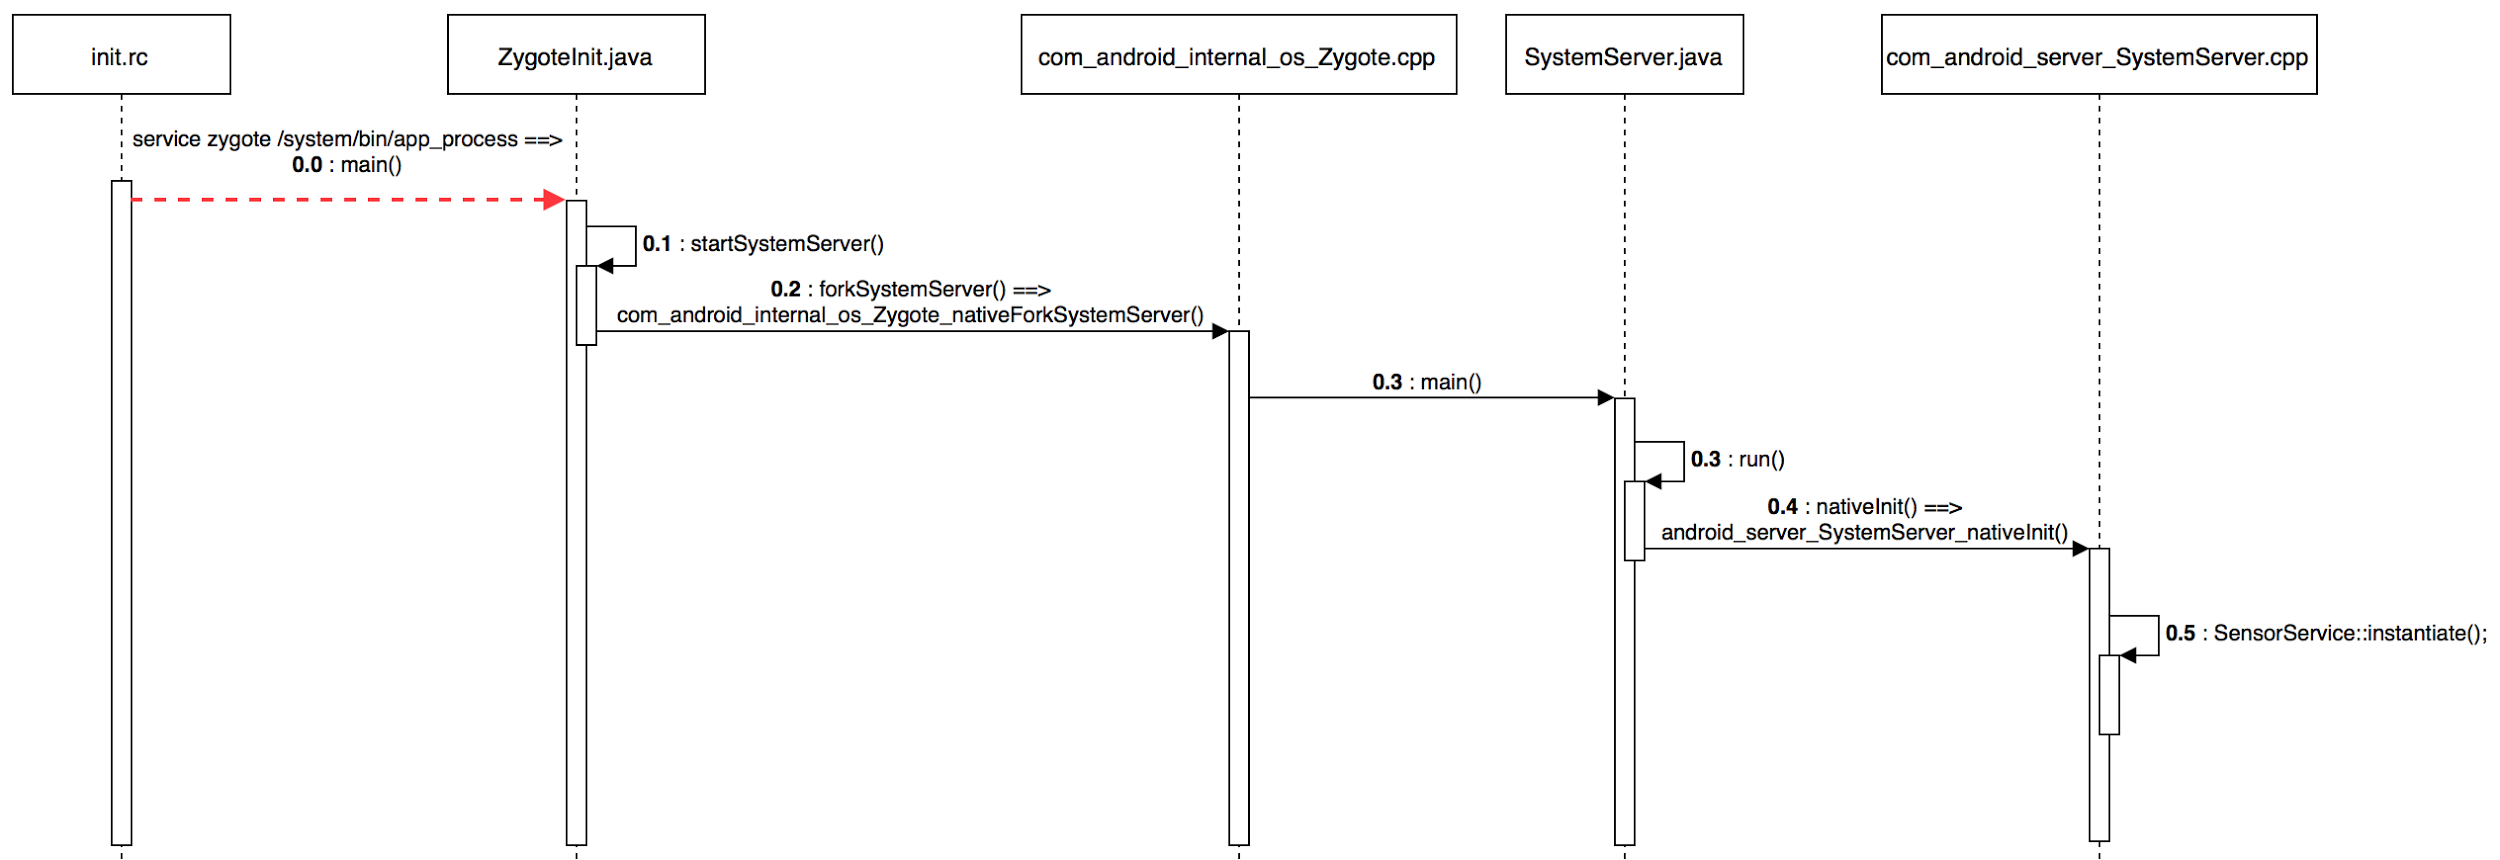 init.rc
ZygoteInit.java
com_android_internal_os_Zygote.cpp
SystemServer.java
com_android_server_SystemServer.cpp
service zygote /system/bin/app_process ==>
0.0 : main()
0.1 : startSystemServer()
0.2 : forkSystemServer() ==>
com_android_internal_os_Zygote_nativeForkSystemServer()
0.3 : main()
0.3 : run()
0.4 : nativeInit() ==>
android_server_SystemServer_nativeInit()
0.5 : SensorService::instantiate();